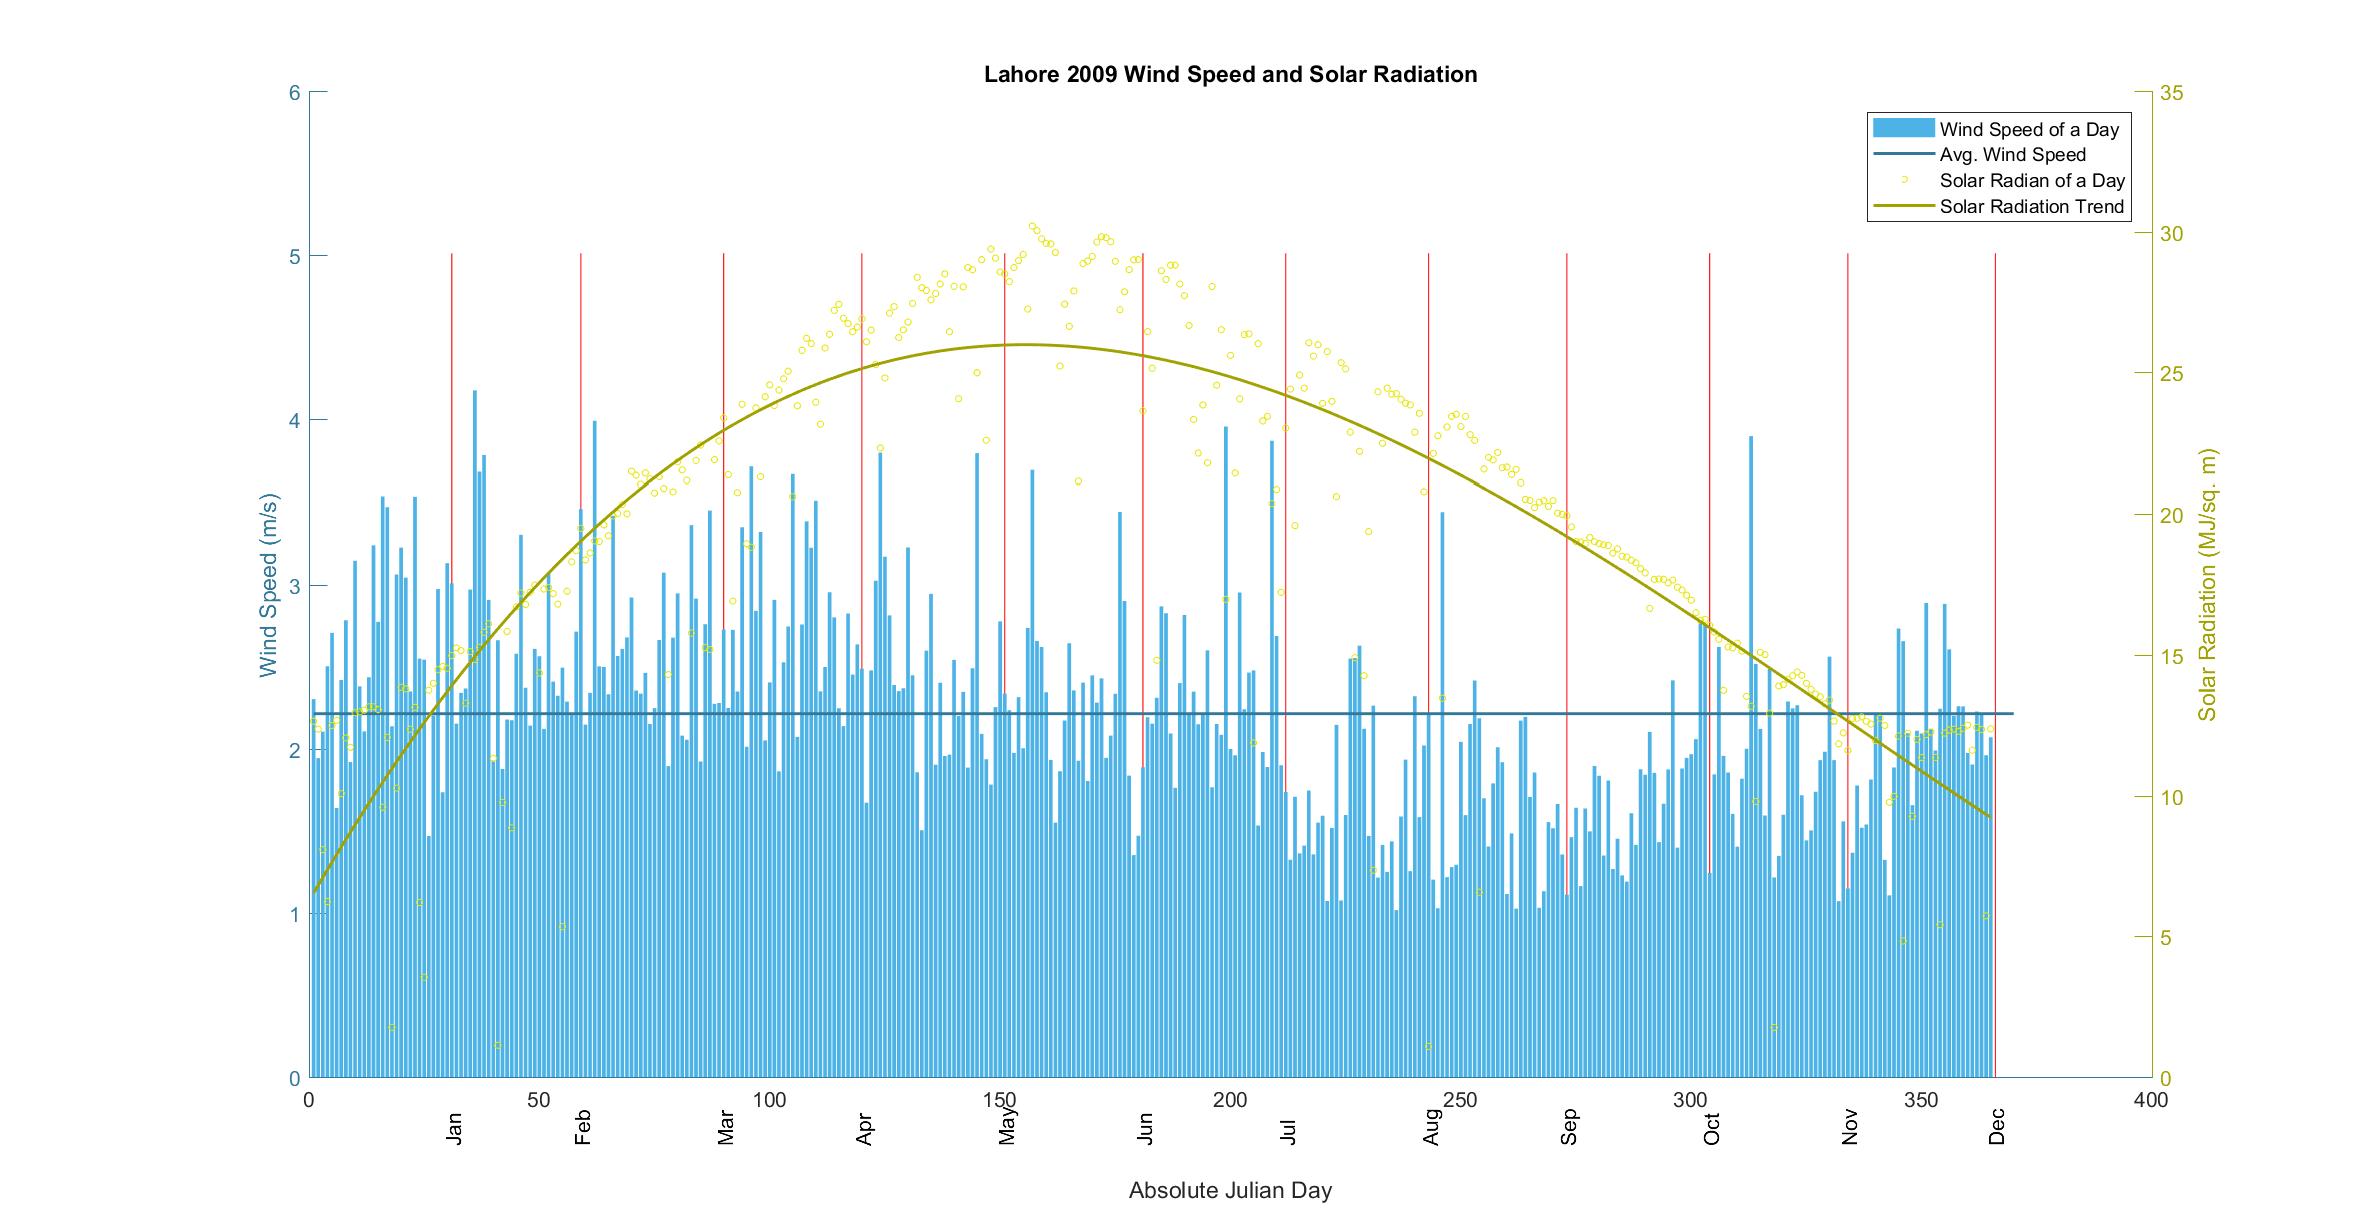 Lahore 2009 Wind Speed and Solar Radiation
6
5
4
3
2
1
0
Wind Speed (m/s)
35
30
25
20
15
10
5
0
Solar Radiation (MJ/sq. m)
Wind Speed of a Day
Avg. Wind Speed
Solar Radian of a Day
Solar Radiation Trend
0 50 100 150 200 250 300 350 400
Jan Feb Mar Apr May Jun Jul Aug Sep Oct Nov Dec
Absolute Julian Day